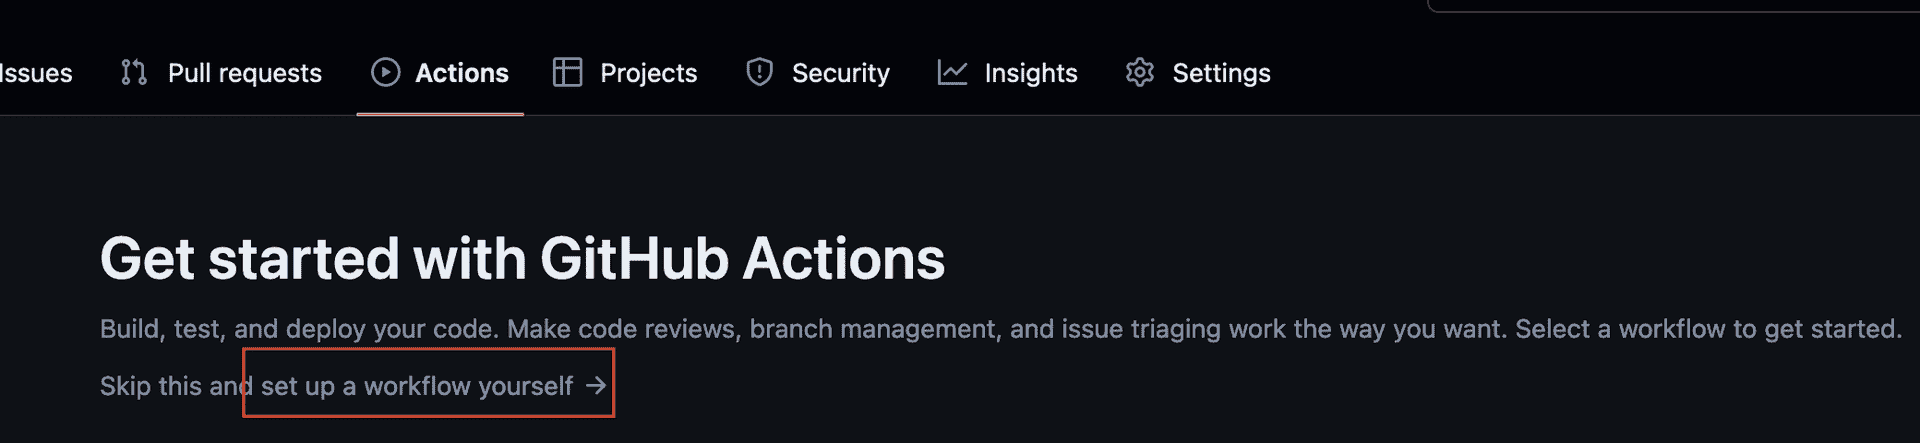 Issues Pull requests Actions Projects Security Insights Settings
Get started with GitHub Actions
Build, test, and deploy your code. Make code reviews, branch management, and issue triaging work the way you want. Select a workflow to get started.
Skip this and set up a workflow yourself →